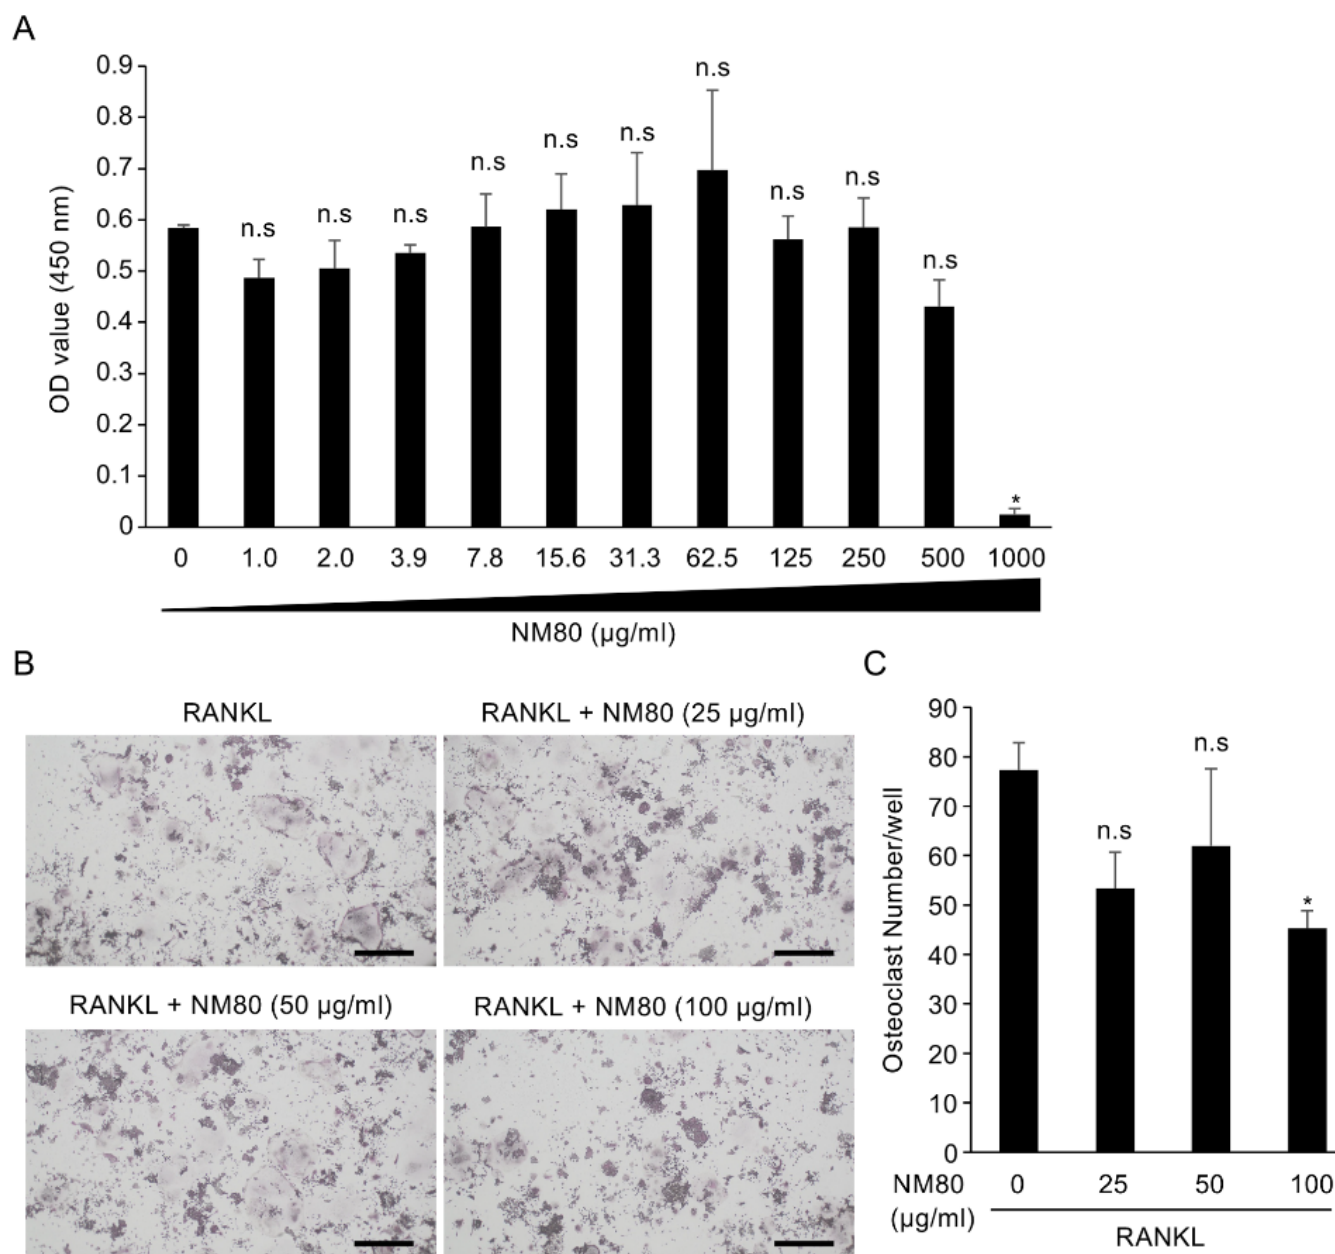 A
0.9
0.8
0.7
0.6
0.5
0.4
0.3
0.2
0.1
0
OD value (450 nm)
n.s
n.s
n.s
n.s
n.s
n.s
n.s
n.s
n.s
n.s
*
0 1.0 2.0 3.9 7.8 15.6 31.3 62.5 125 250 500 1000
NM80 (µg/ml)
B
RANKL
RANKL + NM80 (25 µg/ml)
RANKL + NM80 (50 µg/ml)
RANKL + NM80 (100 µg/ml)
C
90
80
70
60
50
40
30
20
10
0
Osteoclast Number/well
n.s
n.s
*
NM80 0 25 50 100
(µg/ml)
RANKL